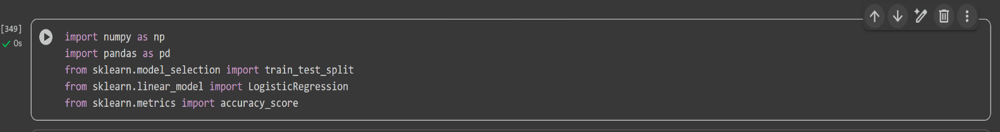 [349]
0s
import numpy as np
import pandas as pd
from sklearn.model_selection import train_test_split
from sklearn.linear_model import LogisticRegression
from sklearn.metrics import accuracy_score